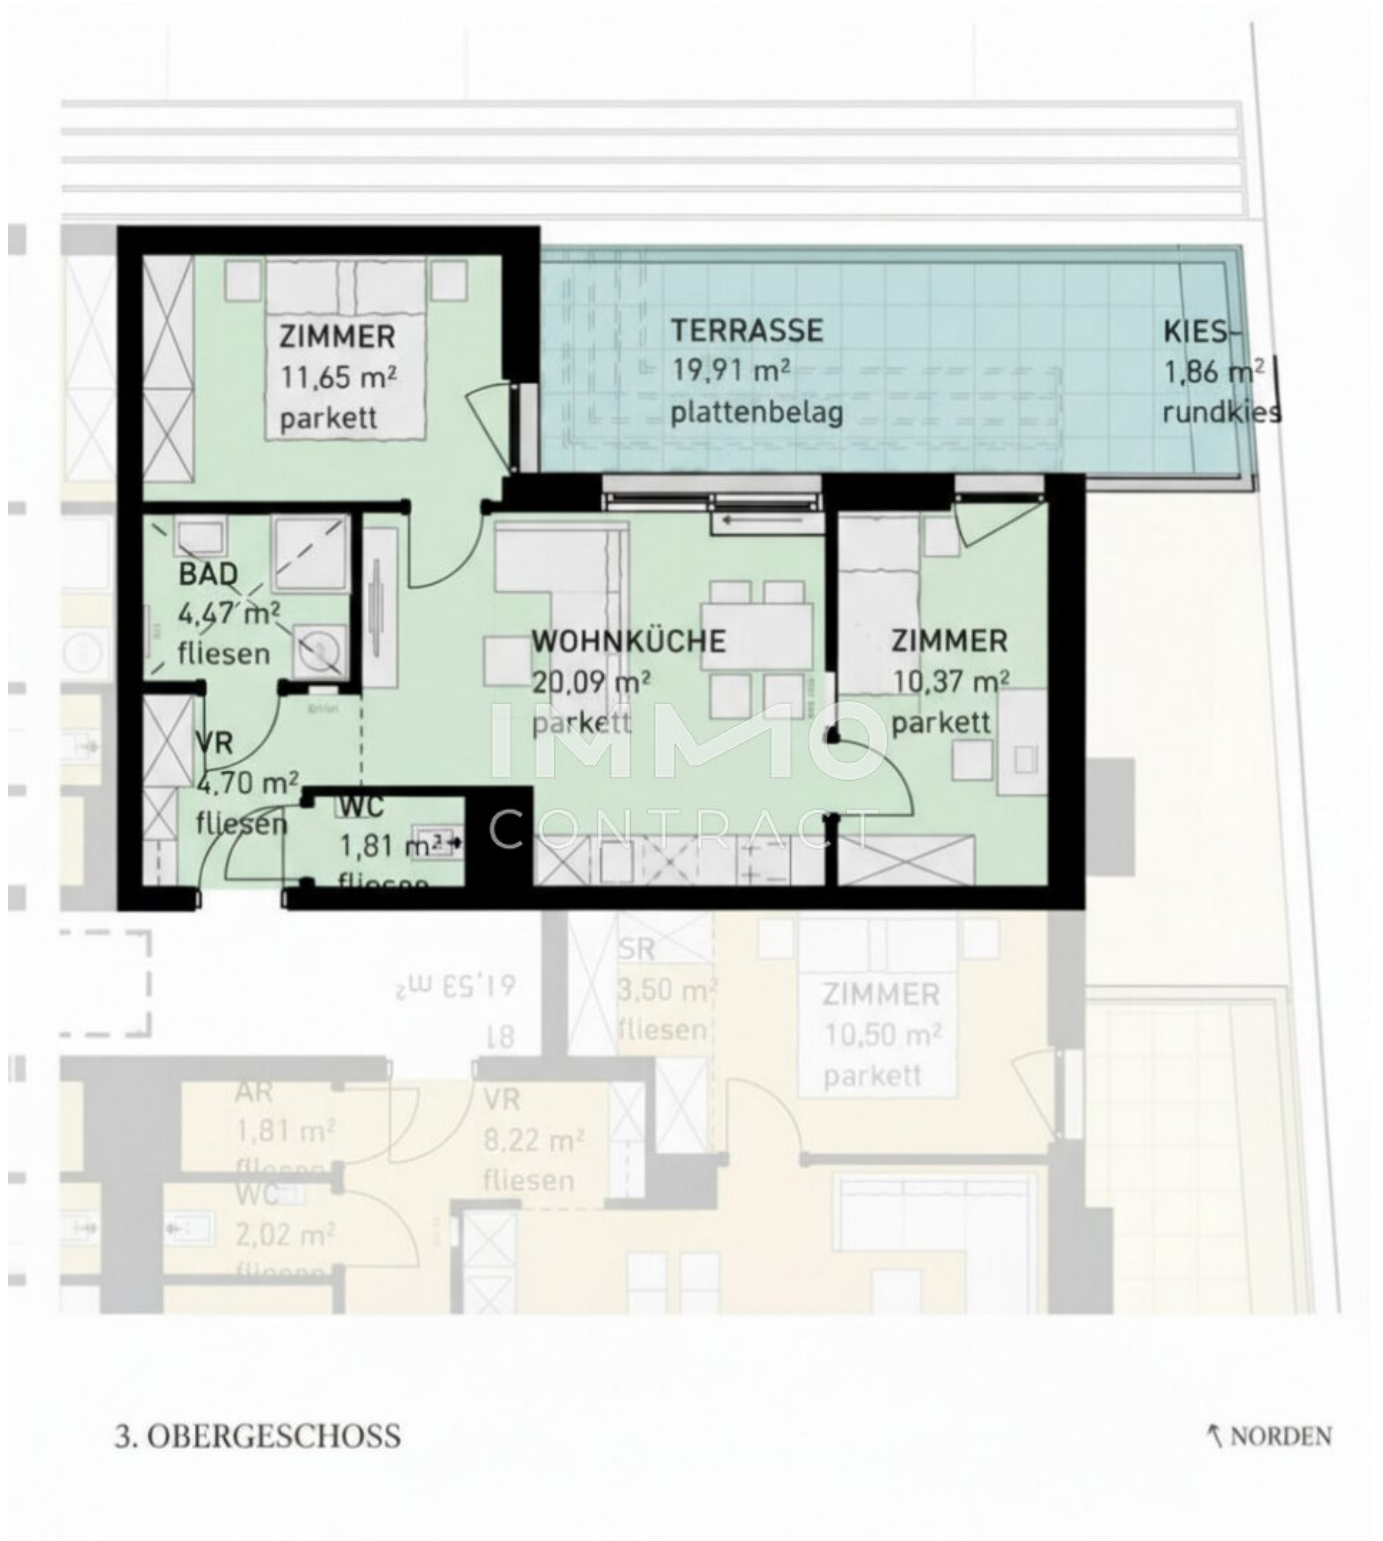 ZIMMER
11,65 m²
parkett
TERRASSE
19,91 m²
plattenbelag
KIES-
1,86 m²
rundkies
BAD
4,47 m²
fliesen
WOHNKÜCHE
20,09 m²
parkett
ZIMMER
10,37 m²
parkett
VR
4,70 m²
fliesen
WC
1,81 m²
fliesen
IMMO
CONTRACT
61,53 m²
18
SR
3,50 m²
fliesen
ZIMMER
10,50 m²
parkett
AR
1,81 m²
fliesen
VR
8,22 m²
fliesen
WC
2,02 m²
fliesen
3. OBERGESCHOSS
NORDEN